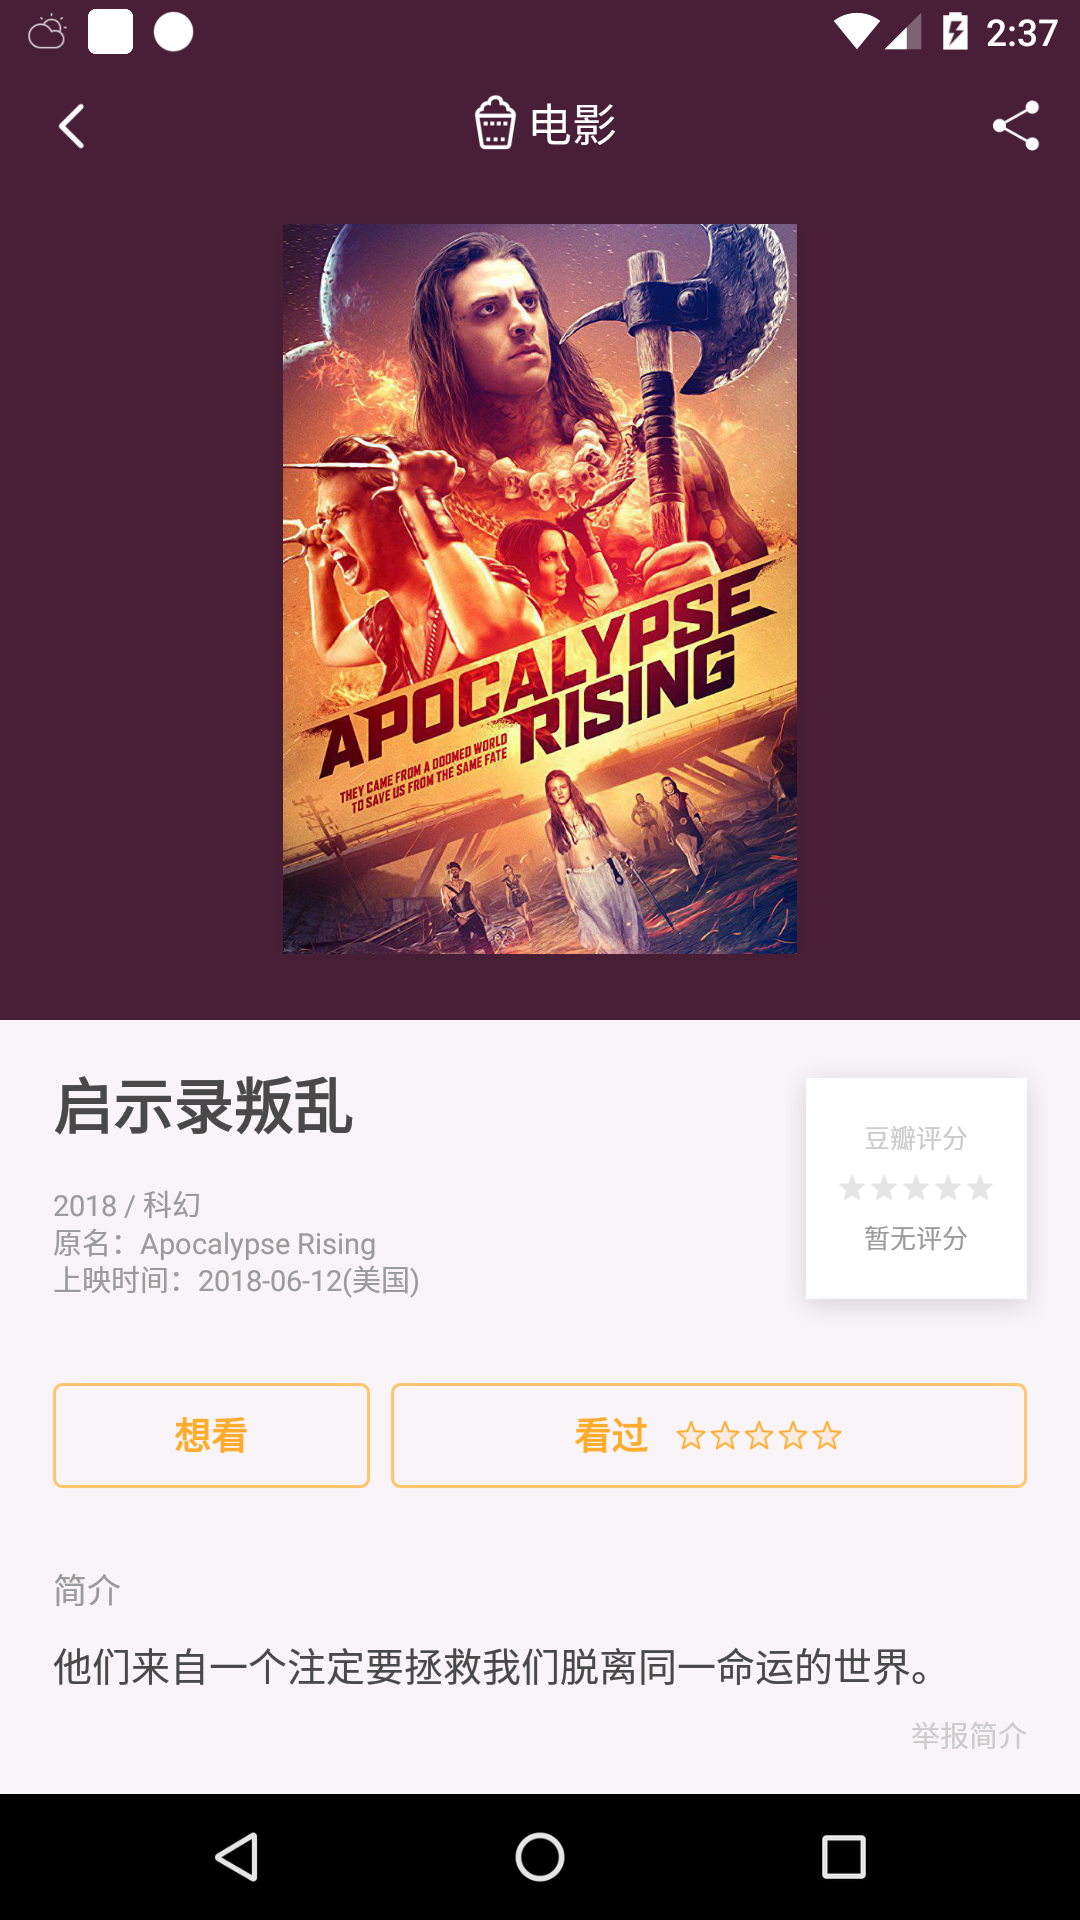 2:37
电影
APOCALYPSE
RISING
THEY CAME FROM A DOOMED WORLD
TO SAVE US FROM THE SAME FATE
启示录叛乱
豆瓣评分
暂无评分
2018 / 科幻
原名：Apocalypse Rising
上映时间：2018-06-12(美国)
想看
看过
简介
他们来自一个注定要拯救我们脱离同一命运的世界。
举报简介